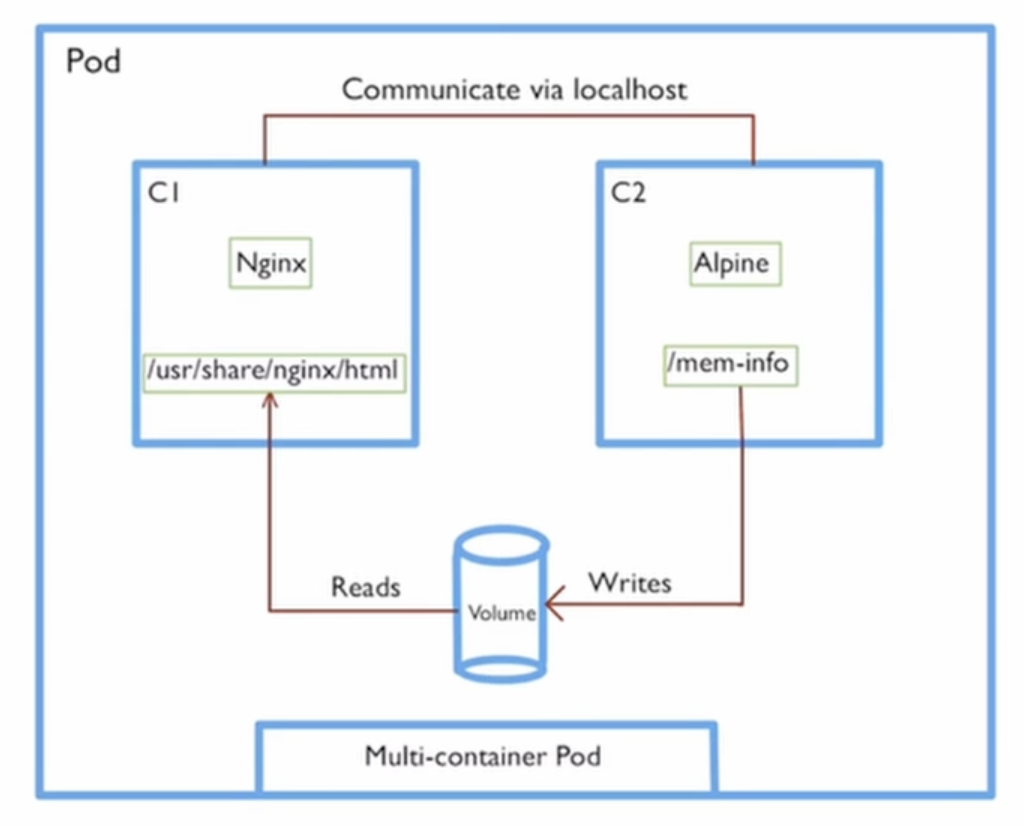 Pod
Communicate via localhost
C1
C2
Nginx
Alpine
/usr/share/nginx/html
/mem-info
Reads
Writes
Volume
Multi-container Pod